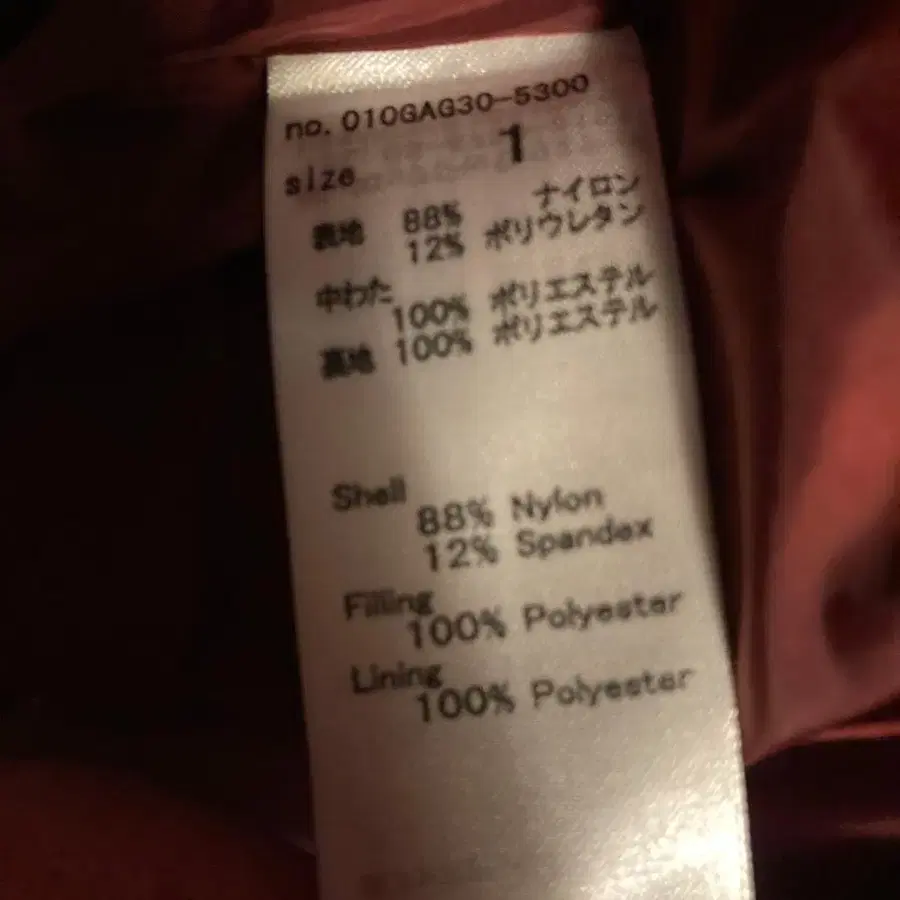 no. 010GAG30-5300
size 1
表地 88% ナイロン
12% ポリウレタン
中わた
100% ポリエステル
裏地 100% ポリエステル
Shell
88% Nylon
12% Spandex
Filling
100% Polyester
Lining
100% Polyester